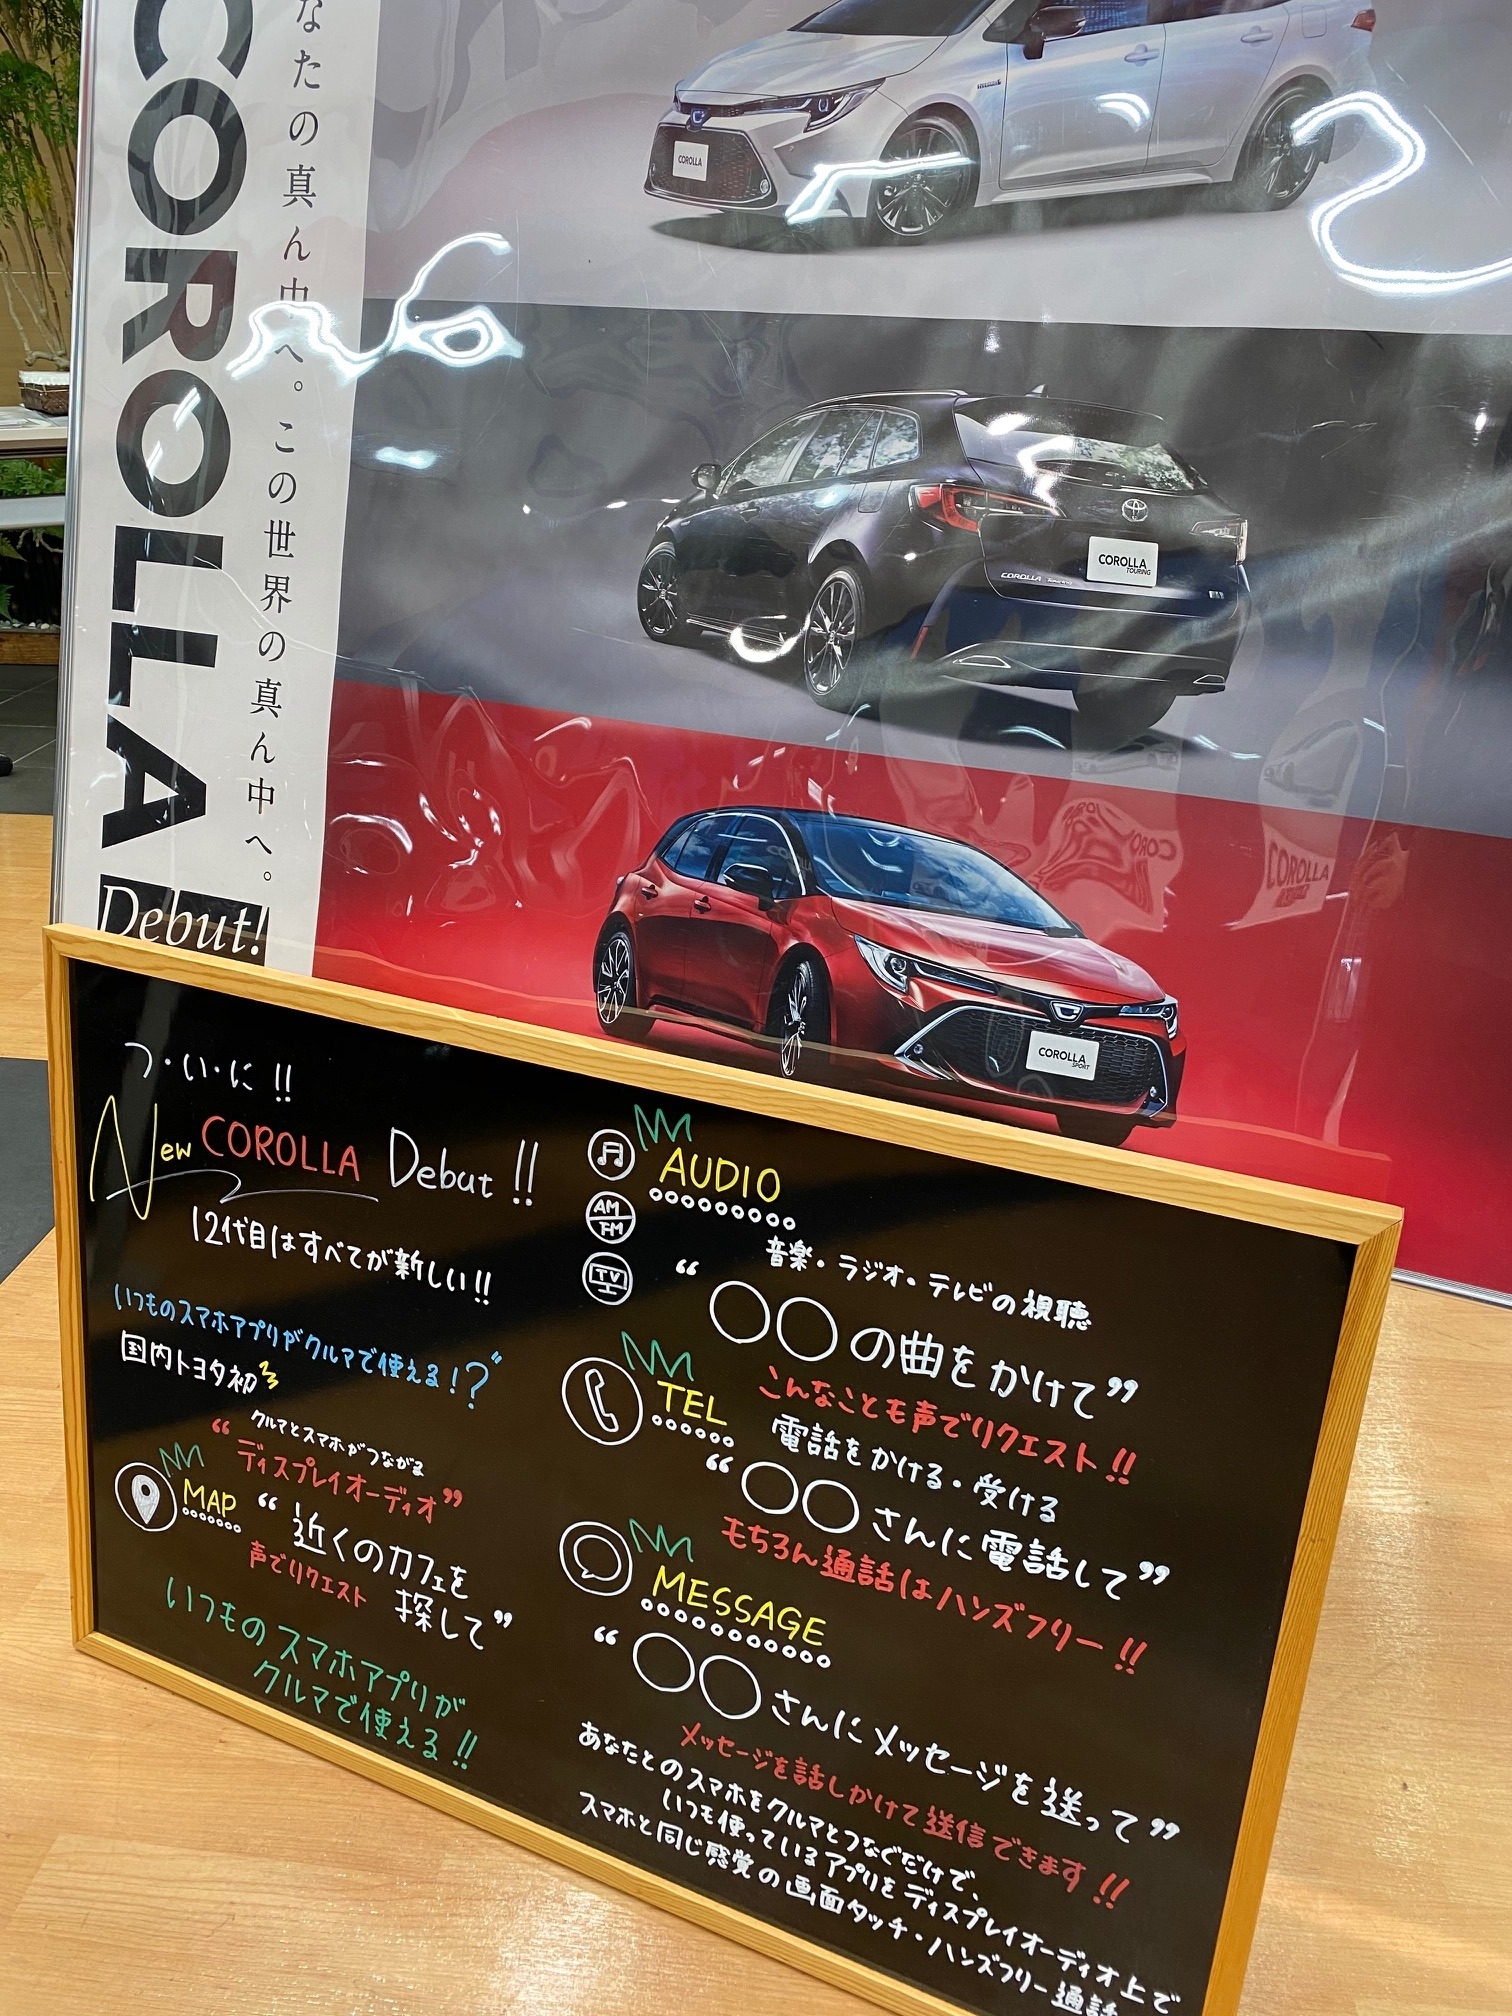 COROLLA
Debut!
なたの真ん中へ。この世界の真ん中へ。
COROLLA
COROLLA
TOURING
COROLLA
COROLLA
SPORT
つ・い・に!!
New COROLLA Debut!!
12代目はすべてが新しい!!
いつものスマホアプリがクルマで使える!?
国内トヨタ初
クルマとスマホがつながる
“ディスプレイオーディオ”
MAP
“近くのカフェを
探して”
声でリクエスト
いつものスマホアプリが
クルマで使える!!
AUDIO
AM
FM
TV
音楽・ラジオ・テレビの視聴
“○○の曲をかけて”
こんなことも声でリクエスト!!
TEL
電話をかける・受ける
“○○さんに電話して”
もちろん通話はハンズフリー!!
MESSAGE
“○○さんにメッセージを送って”
メッセージを話しかけて送信できます!!
あなたとのスマホをクルマとつなぐだけで、
いつも使っているアプリをディスプレイオーディオ上で
スマホと同じ感覚の画面タッチ・ハンズフリー通話